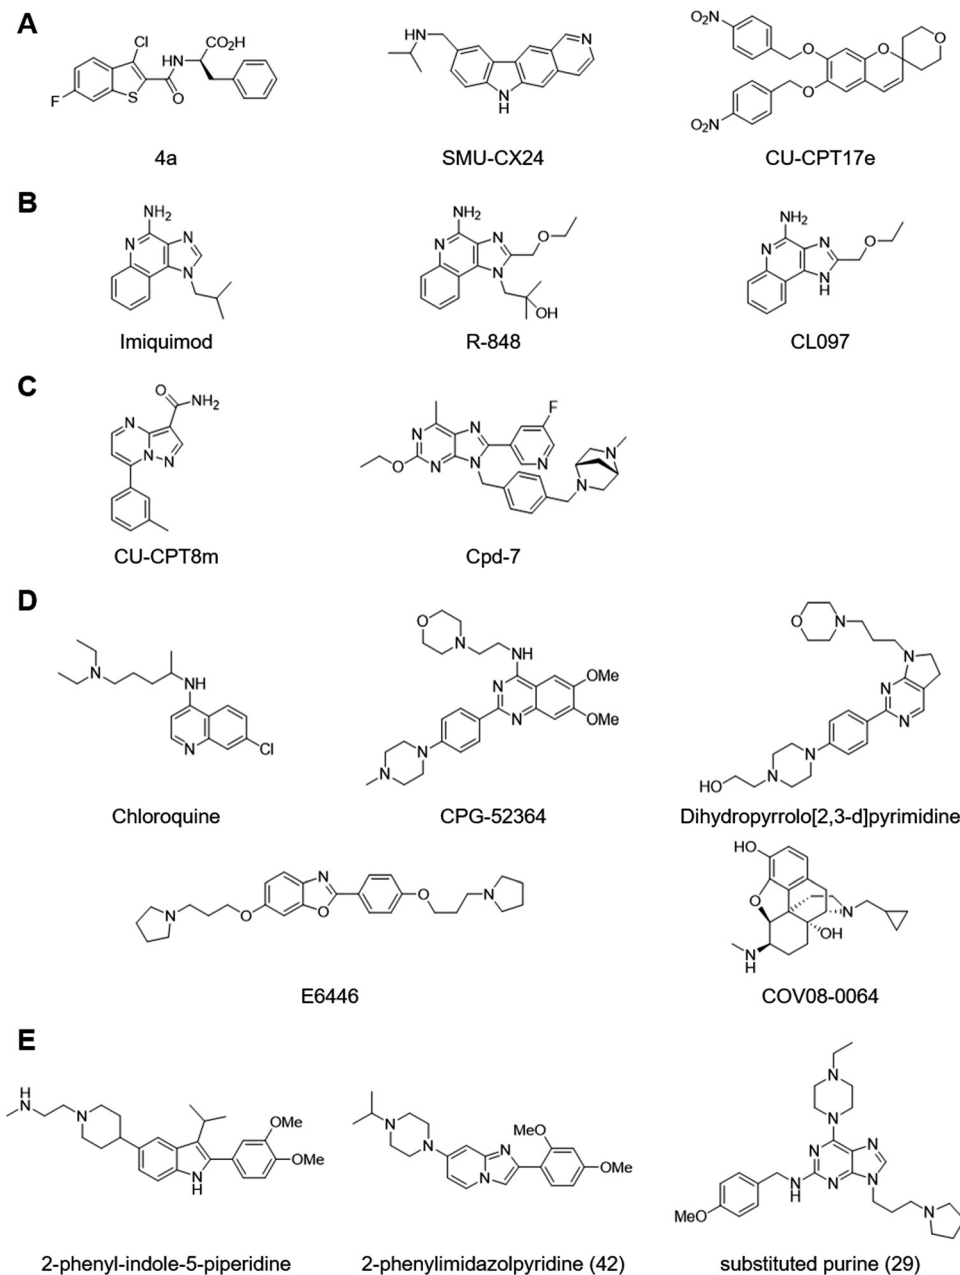 A
Cl
CO₂H
HN
O
S
F
4a
HN
N
N
H
SMU-CX24
O₂N
O
O
O
O
O₂N
CU-CPT17e
B
NH₂
N
N
N
Imiquimod
NH₂
N
N
N
O
OH
R-848
NH₂
N
N
N
H
O
CL097
C
O
NH₂
N
N
N
CU-CPT8m
N
N
O
N
N
F
N
N
N
Cpd-7
D
N
NH
N
Cl
Chloroquine
O
N
NH
N
N
OMe
OMe
N
N
CPG-52364
O
N
N
N
N
N
N
HO
Dihydropyrrolo[2,3-d]pyrimidine
N
O
N
O
O
N
E6446
HO
O
N
OH
N
H
COV08-0064
E
H
N
N
N
H
OMe
OMe
2-phenyl-indole-5-piperidine
N
N
N
N
MeO
OMe
2-phenylimidazolpyridine (42)
N
N
N
N
N
N
N
H
MeO
N
substituted purine (29)